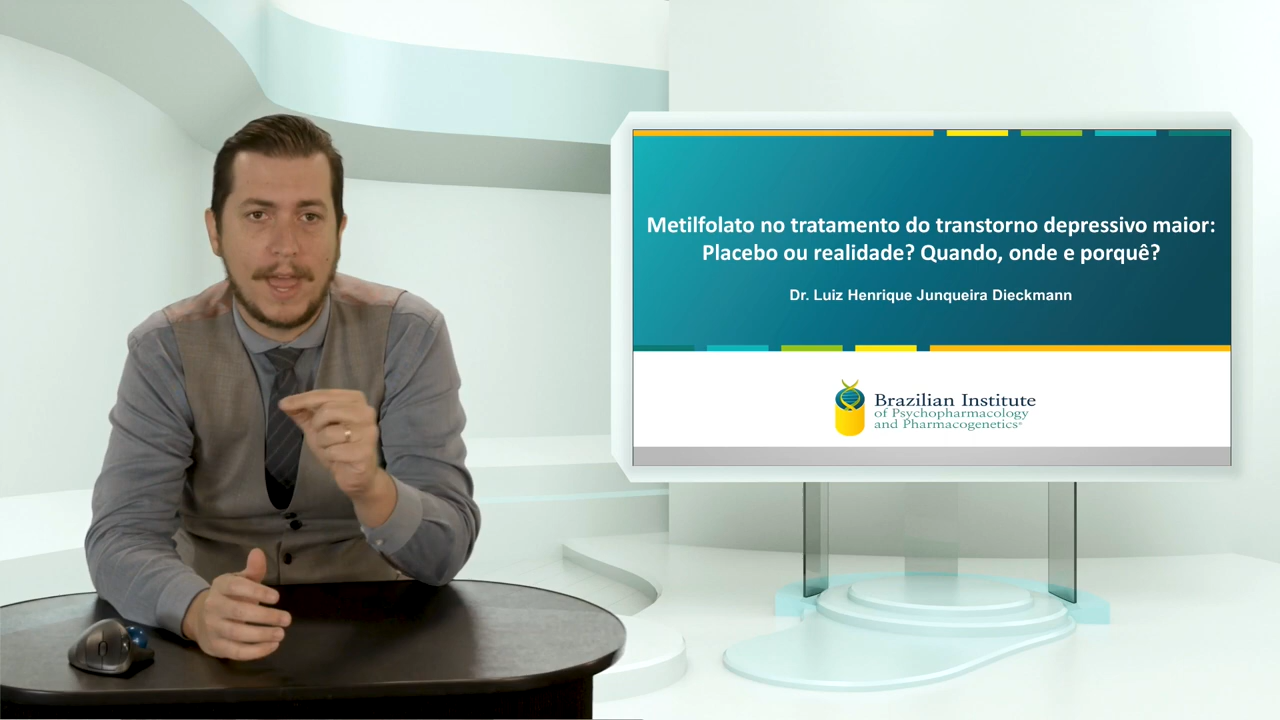 Metilfolato no tratamento do transtorno depressivo maior:
Placebo ou realidade? Quando, onde e porquê?
Dr. Luiz Henrique Junqueira Dieckmann
Brazilian Institute
of Psychopharmacology
and Pharmacogenetics®